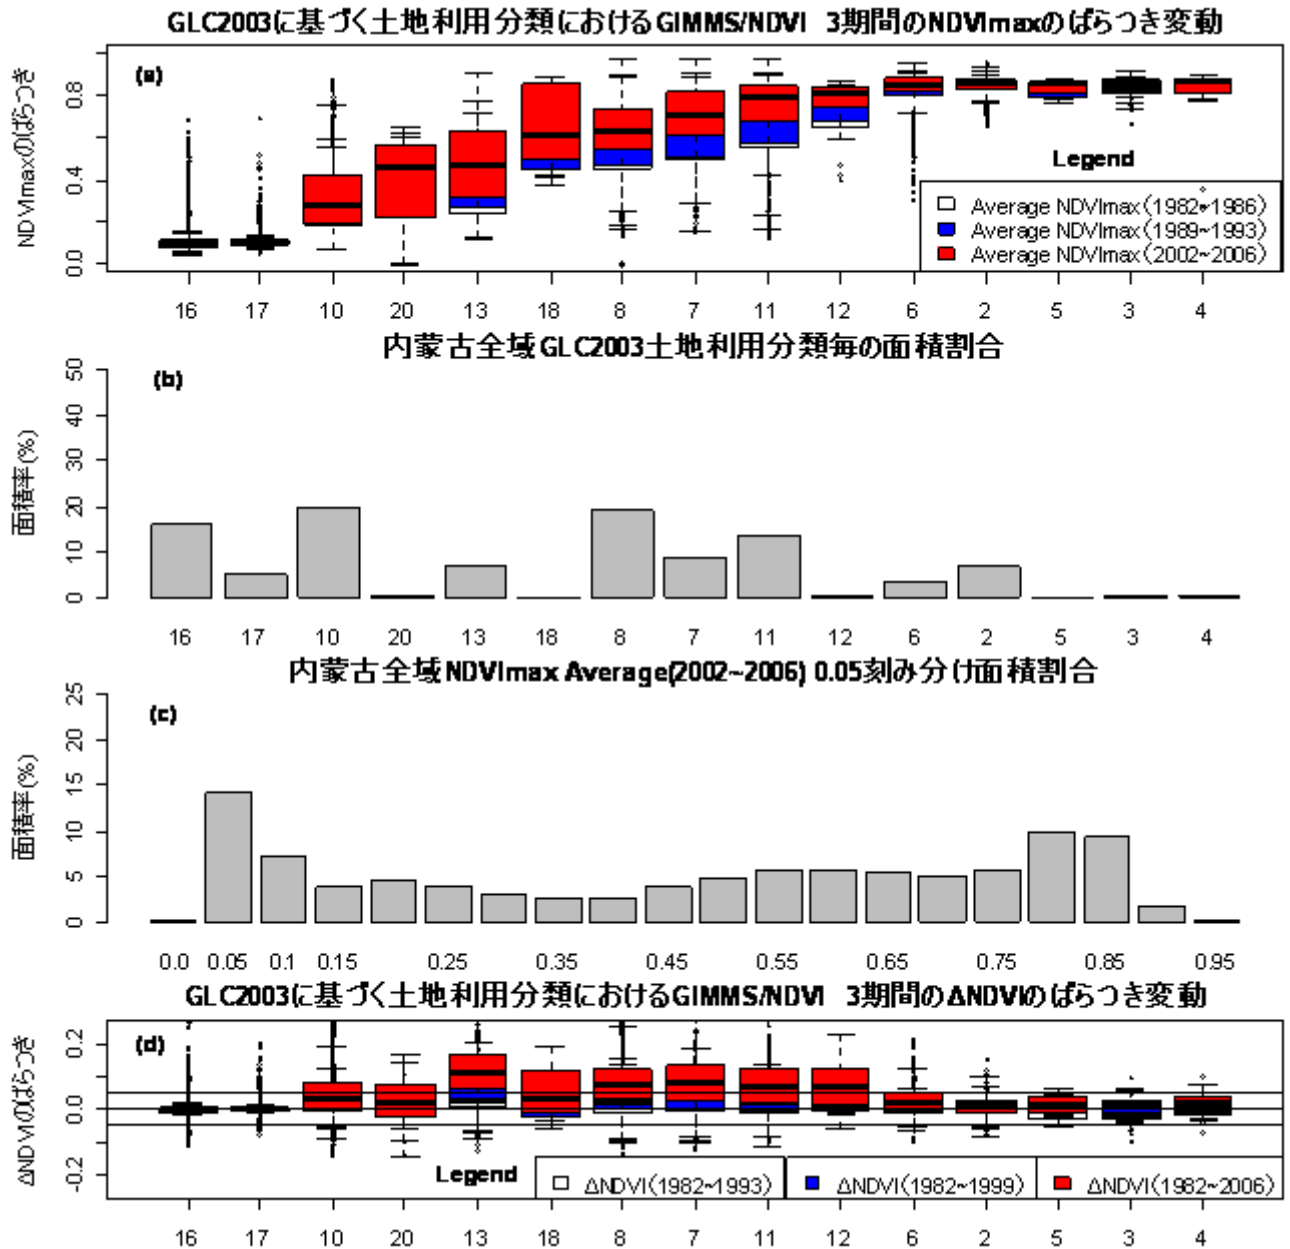 GLC2003に基づく土地利用分類におけるGIMMS/NDVI 3期間のNDVImaxのばらつき変動
(a)
NDVImaxのばらつき
0.8
0.4
0.0
Legend
Average NDVImax(1982~1986)
Average NDVImax(1989~1993)
Average NDVImax(2002~2006)
16 17 10 20 13 18 8 7 11 12 6 2 5 3 4
内蒙古全域GLC2003土地利用分類毎の面積割合
(b)
面積率(%)
50
40
30
20
10
0
16 17 10 20 13 18 8 7 11 12 6 2 5 3 4
内蒙古全域NDVImax Average(2002~2006) 0.05刻み分け面積割合
(c)
面積率(%)
25
20
15
10
5
0
0.0 0.05 0.1 0.15 0.25 0.35 0.45 0.55 0.65 0.75 0.85 0.95
GLC2003に基づく土地利用分類におけるGIMMS/NDVI 3期間のΔNDVIのばらつき変動
(d)
ΔNDVIのばらつき
0.2
0.0
-0.2
Legend
ΔNDVI(1982~1993)
ΔNDVI(1982~1999)
ΔNDVI(1982~2006)
16 17 10 20 13 18 8 7 11 12 6 2 5 3 4